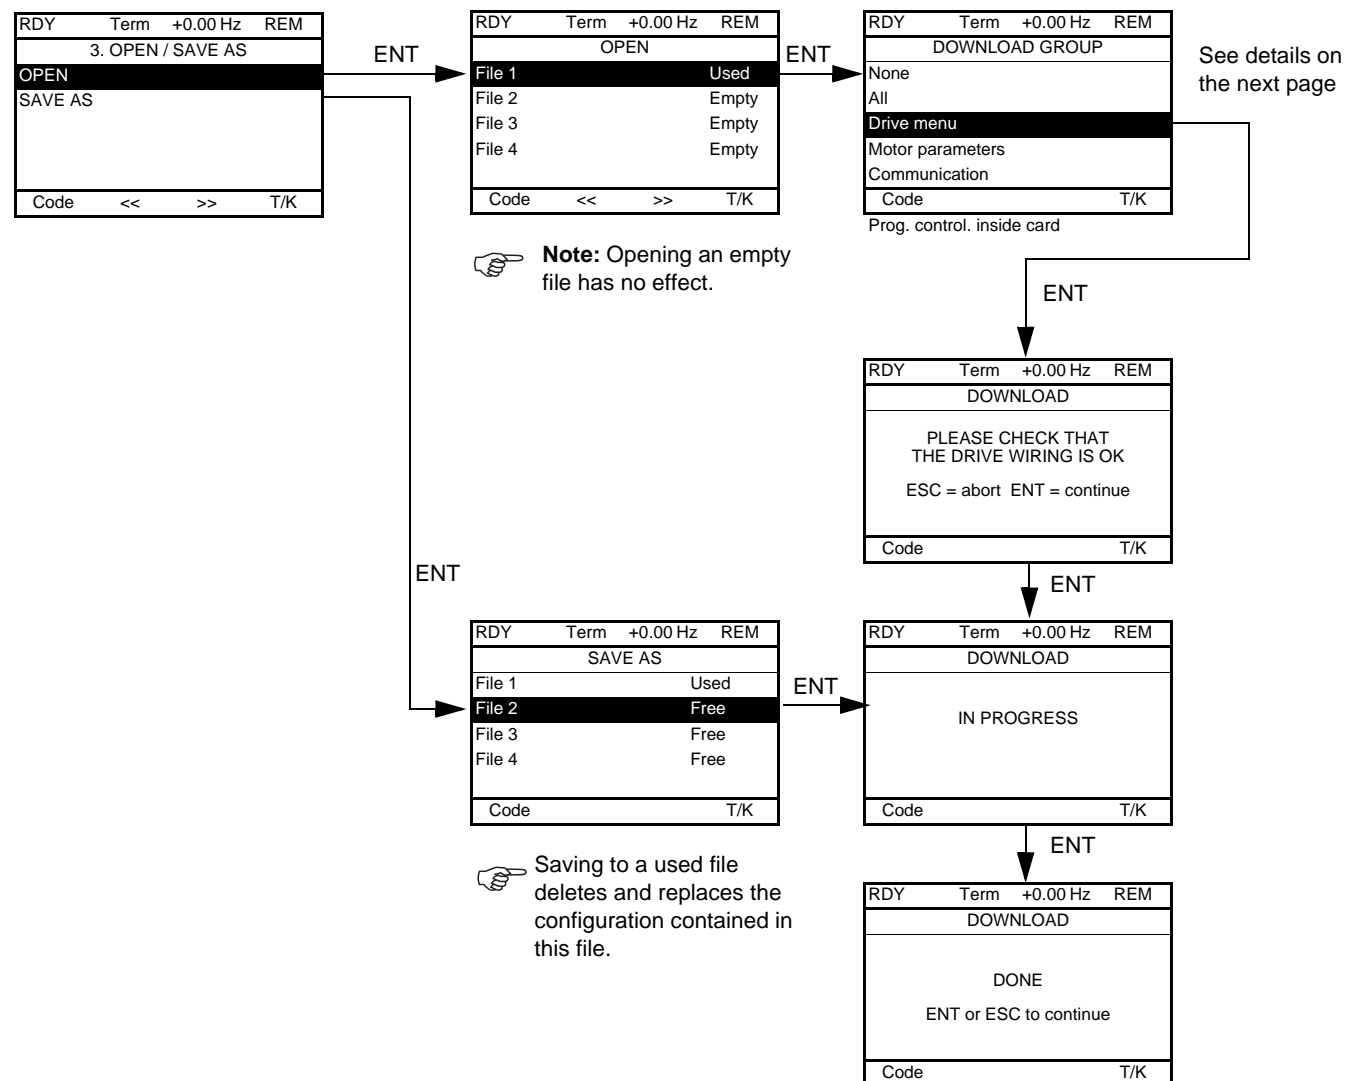 RDY Term +0.00 Hz REM
3. OPEN / SAVE AS
OPEN
SAVE AS
Code << >> T/K
ENT
RDY Term +0.00 Hz REM
OPEN
File 1 Used
File 2 Empty
File 3 Empty
File 4 Empty
Code << >> T/K
Note: Opening an empty
file has no effect.
ENT
RDY Term +0.00 Hz REM
DOWNLOAD GROUP
None
All
Drive menu
Motor parameters
Communication
Code T/K
Prog. control. inside card
See details on
the next page
ENT
RDY Term +0.00 Hz REM
DOWNLOAD
PLEASE CHECK THAT
THE DRIVE WIRING IS OK
ESC = abort ENT = continue
Code T/K
ENT
ENT
RDY Term +0.00 Hz REM
SAVE AS
File 1 Used
File 2 Free
File 3 Free
File 4 Free
Code T/K
Saving to a used file
deletes and replaces the
configuration contained in
this file.
ENT
RDY Term +0.00 Hz REM
DOWNLOAD
IN PROGRESS
Code T/K
ENT
RDY Term +0.00 Hz REM
DOWNLOAD
DONE
ENT or ESC to continue
Code T/K